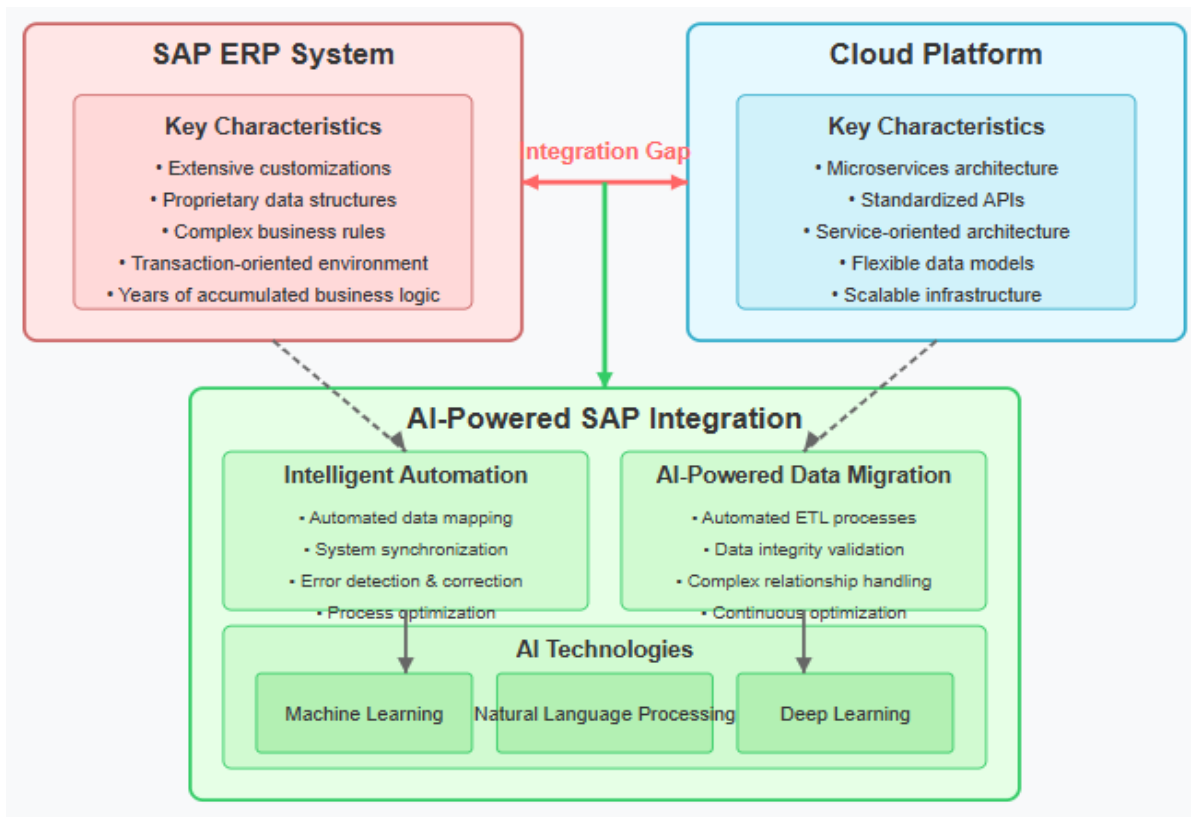 SAP ERP System
Key Characteristics
• Extensive customizations
• Proprietary data structures
• Complex business rules
• Transaction-oriented environment
• Years of accumulated business logic
Integration Gap
Cloud Platform
Key Characteristics
• Microservices architecture
• Standardized APIs
• Service-oriented architecture
• Flexible data models
• Scalable infrastructure
AI-Powered SAP Integration
Intelligent Automation
• Automated data mapping
• System synchronization
• Error detection & correction
• Process optimization
AI-Powered Data Migration
• Automated ETL processes
• Data integrity validation
• Complex relationship handling
• Continuous optimization
AI Technologies
Machine Learning
Natural Language Processing
Deep Learning